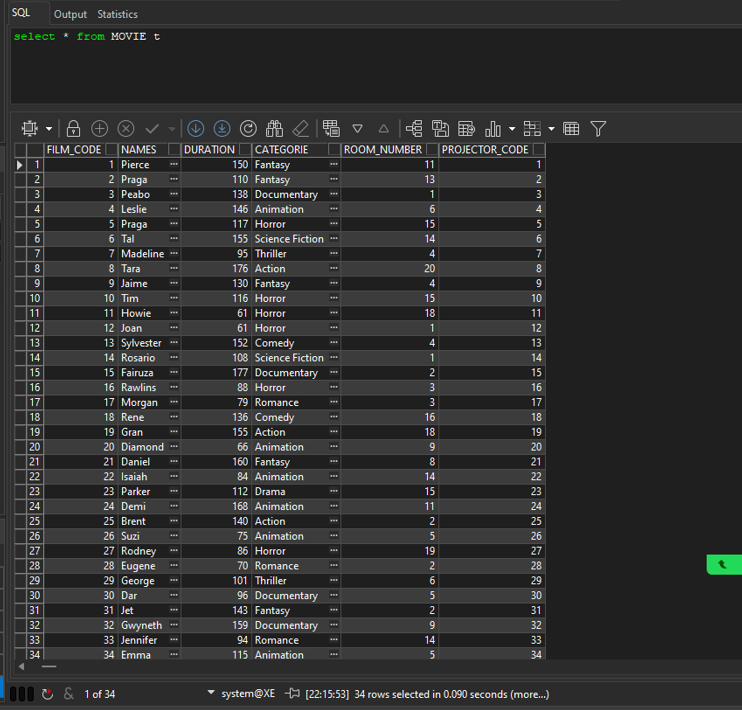 SQL Output Statistics
select * from MOVIE t
FILM_CODE NAMES DURATION CATEGORIE ROOM_NUMBER PROJECTOR_CODE
1 1 Pierce ... 150 Fantasy ... 11 1
2 2 Praga ... 110 Fantasy ... 13 2
3 3 Peabo ... 138 Documentary ... 1 3
4 4 Leslie ... 146 Animation ... 6 4
5 5 Praga ... 117 Horror ... 15 5
6 6 Tal ... 155 Science Fiction ... 14 6
7 7 Madeline ... 95 Thriller ... 4 7
8 8 Tara ... 176 Action ... 20 8
9 9 Jaime ... 130 Fantasy ... 4 9
10 10 Tim ... 116 Horror ... 15 10
11 11 Howie ... 61 Horror ... 18 11
12 12 Joan ... 61 Horror ... 1 12
13 13 Sylvester ... 152 Comedy ... 4 13
14 14 Rosario ... 108 Science Fiction ... 1 14
15 15 Fairuza ... 177 Documentary ... 2 15
16 16 Rawlins ... 88 Horror ... 3 16
17 17 Morgan ... 79 Romance ... 3 17
18 18 Rene ... 136 Comedy ... 16 18
19 19 Gran ... 155 Action ... 18 19
20 20 Diamond ... 66 Animation ... 9 20
21 21 Daniel ... 160 Fantasy ... 8 21
22 22 Isaiah ... 84 Animation ... 14 22
23 23 Parker ... 112 Drama ... 15 23
24 24 Demi ... 168 Animation ... 11 24
25 25 Brent ... 140 Action ... 2 25
26 26 Suzi ... 75 Animation ... 5 26
27 27 Rodney ... 86 Horror ... 19 27
28 28 Eugene ... 70 Romance ... 2 28
29 29 George ... 101 Thriller ... 6 29
30 30 Dar ... 96 Documentary ... 5 30
31 31 Jet ... 143 Fantasy ... 2 31
32 32 Gwyneth ... 159 Documentary ... 9 32
33 33 Jennifer ... 94 Romance ... 14 33
34 34 Emma ... 115 Animation ... 5 34
& 1 of 34 system@XE [22:15:53] 34 rows selected in 0.090 seconds (more...)